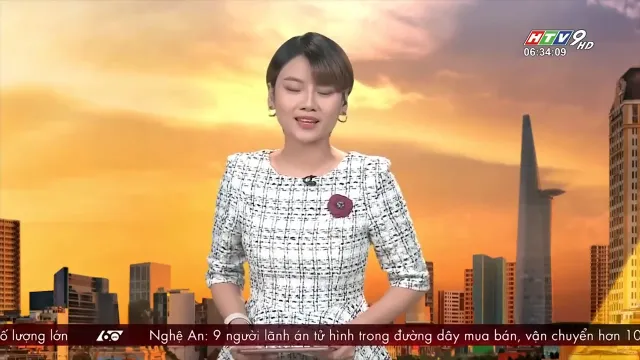 HTV9 HD
06:34:09
ố lượng lớn 60 Nghệ An: 9 người lãnh án tử hình trong đường dây mua bán, vận chuyển hơn 10